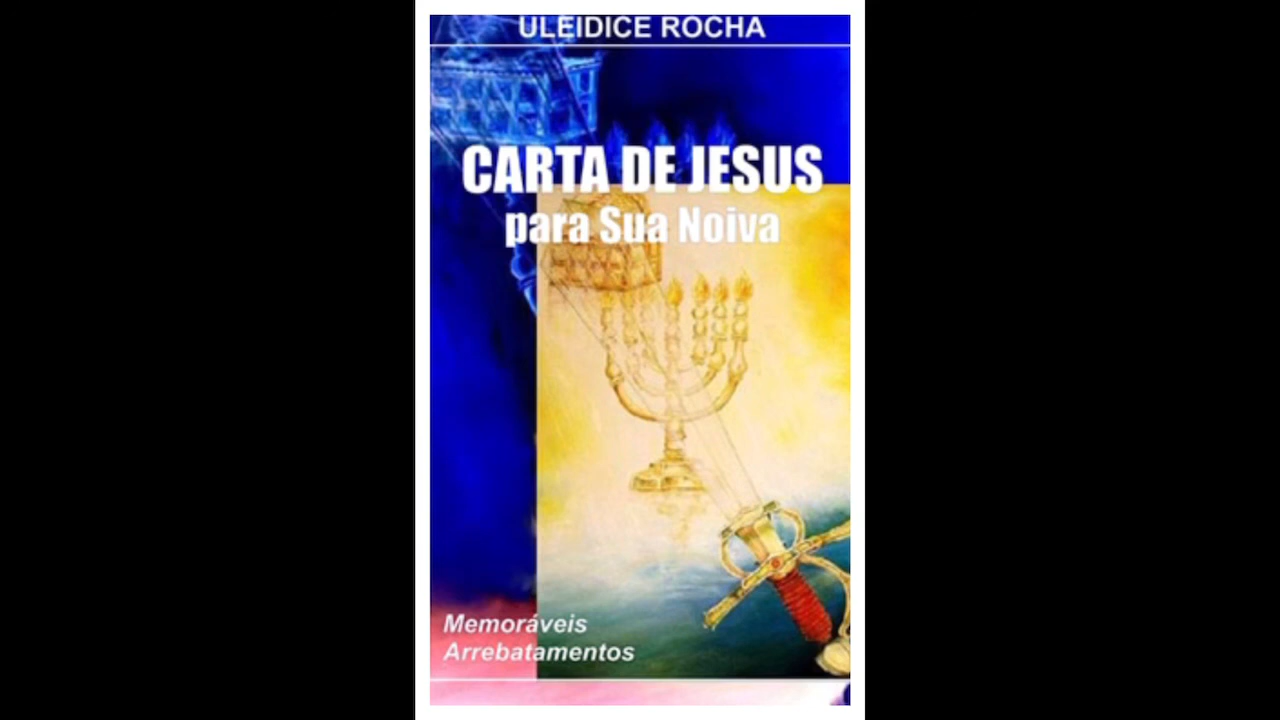 ULEIDICE ROCHA
CARTA DE JESUS
para Sua Noiva
Memoráveis
Arrebatamentos